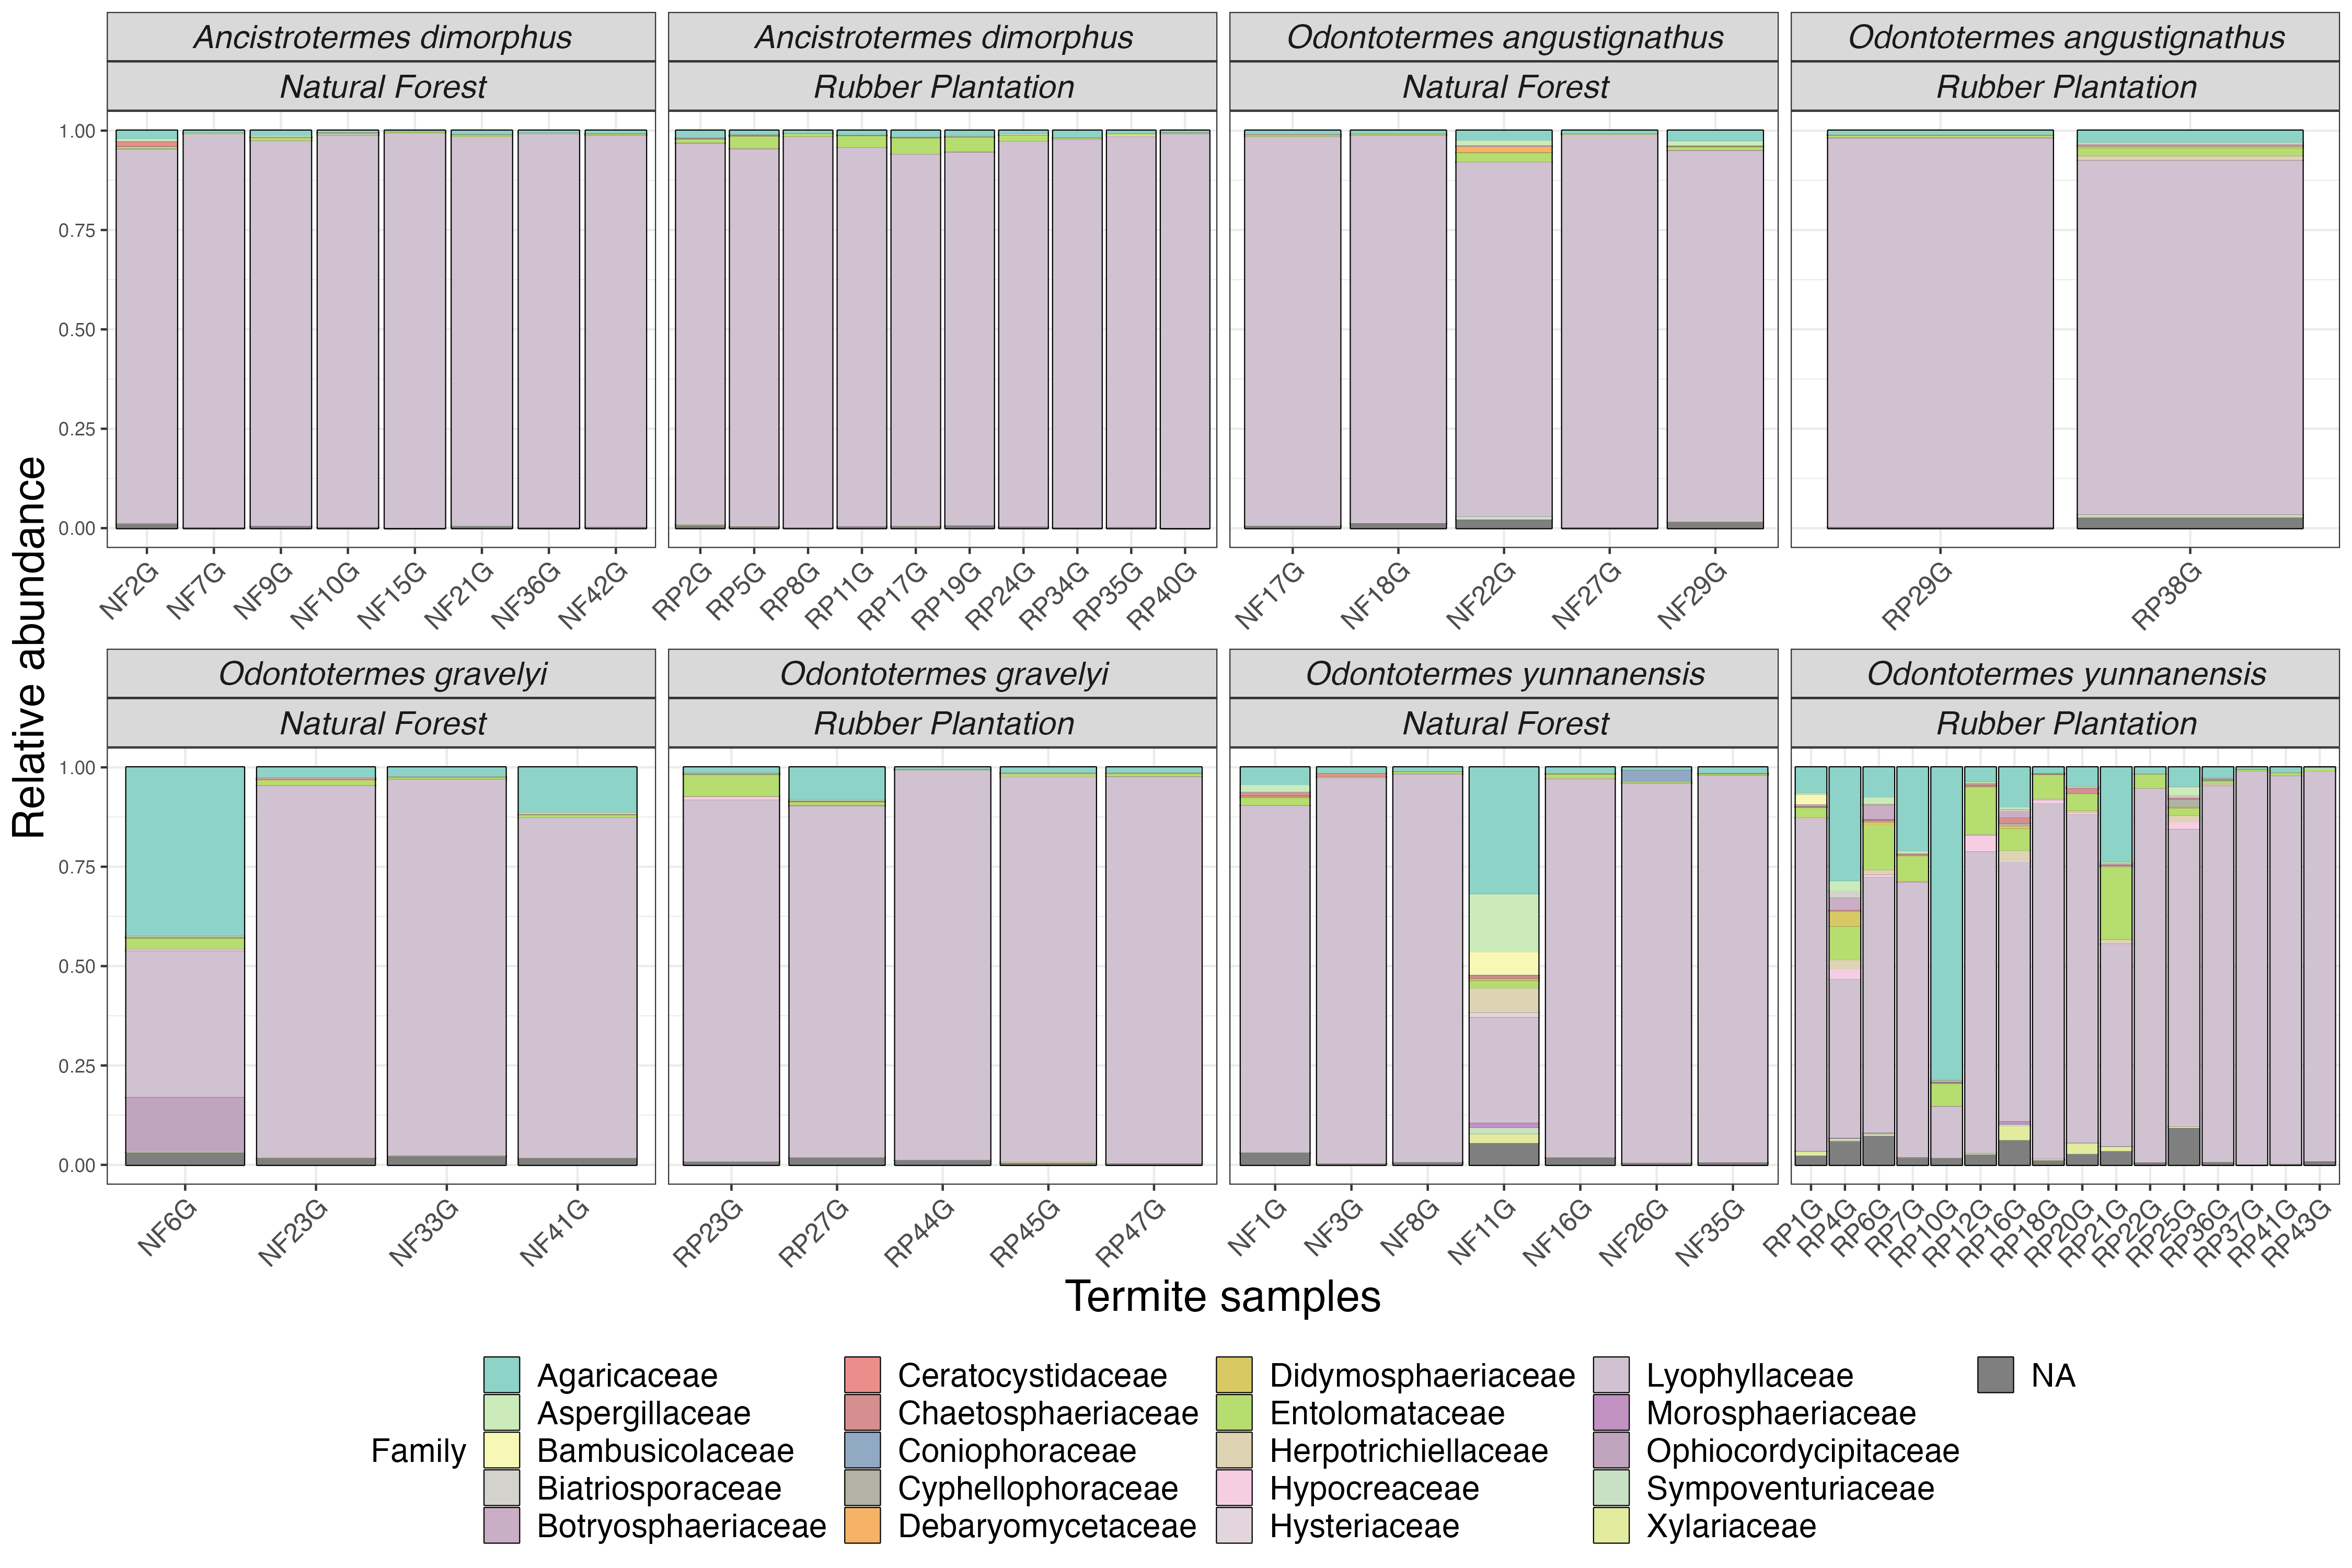 Ancistrotermes dimorphus Ancistrotermes dimorphus Odontotermes angustignathus Odontotermes angustignathus
Natural Forest Rubber Plantation Natural Forest Rubber Plantation
1.00
0.75
0.50
0.25
0.00
NF2G NF7G NF9G NF10G NF15G NF21G NF36G NF42G RP2G RP5G RP8G RP11G RP17G RP19G RP24G RP34G RP35G RP40G NF17G NF18G NF22G NF27G NF29G RP29G RP38G
Relative abundance
Odontotermes gravelyi Odontotermes gravelyi Odontotermes yunnanensis Odontotermes yunnanensis
Natural Forest Rubber Plantation Natural Forest Rubber Plantation
1.00
0.75
0.50
0.25
0.00
NF6G NF23G NF33G NF41G RP23G RP27G RP44G RP45G RP47G NF1G NF3G NF8G NF11G NF16G NF26G NF35G RP1G RP4G RP6G RP7G RP10G RP12G RP16G RP18G RP20G RP21G RP22G RP25G RP36G RP37G RP41G RP43G
Termite samples
Family
Agaricaceae Ceratocystidaceae Didymosphaeriaceae Lyophyllaceae NA
Aspergillaceae Chaetosphaeriaceae Entolomataceae Morosphaeriaceae
Bambusicolaceae Coniophoraceae Herpotrichiellaceae Ophiocordycipitaceae
Biatriosporaceae Cyphellophoraceae Hypocreaceae Sympoventuriaceae
Botryosphaeriaceae Debaryomycetaceae Hysteriaceae Xylariaceae